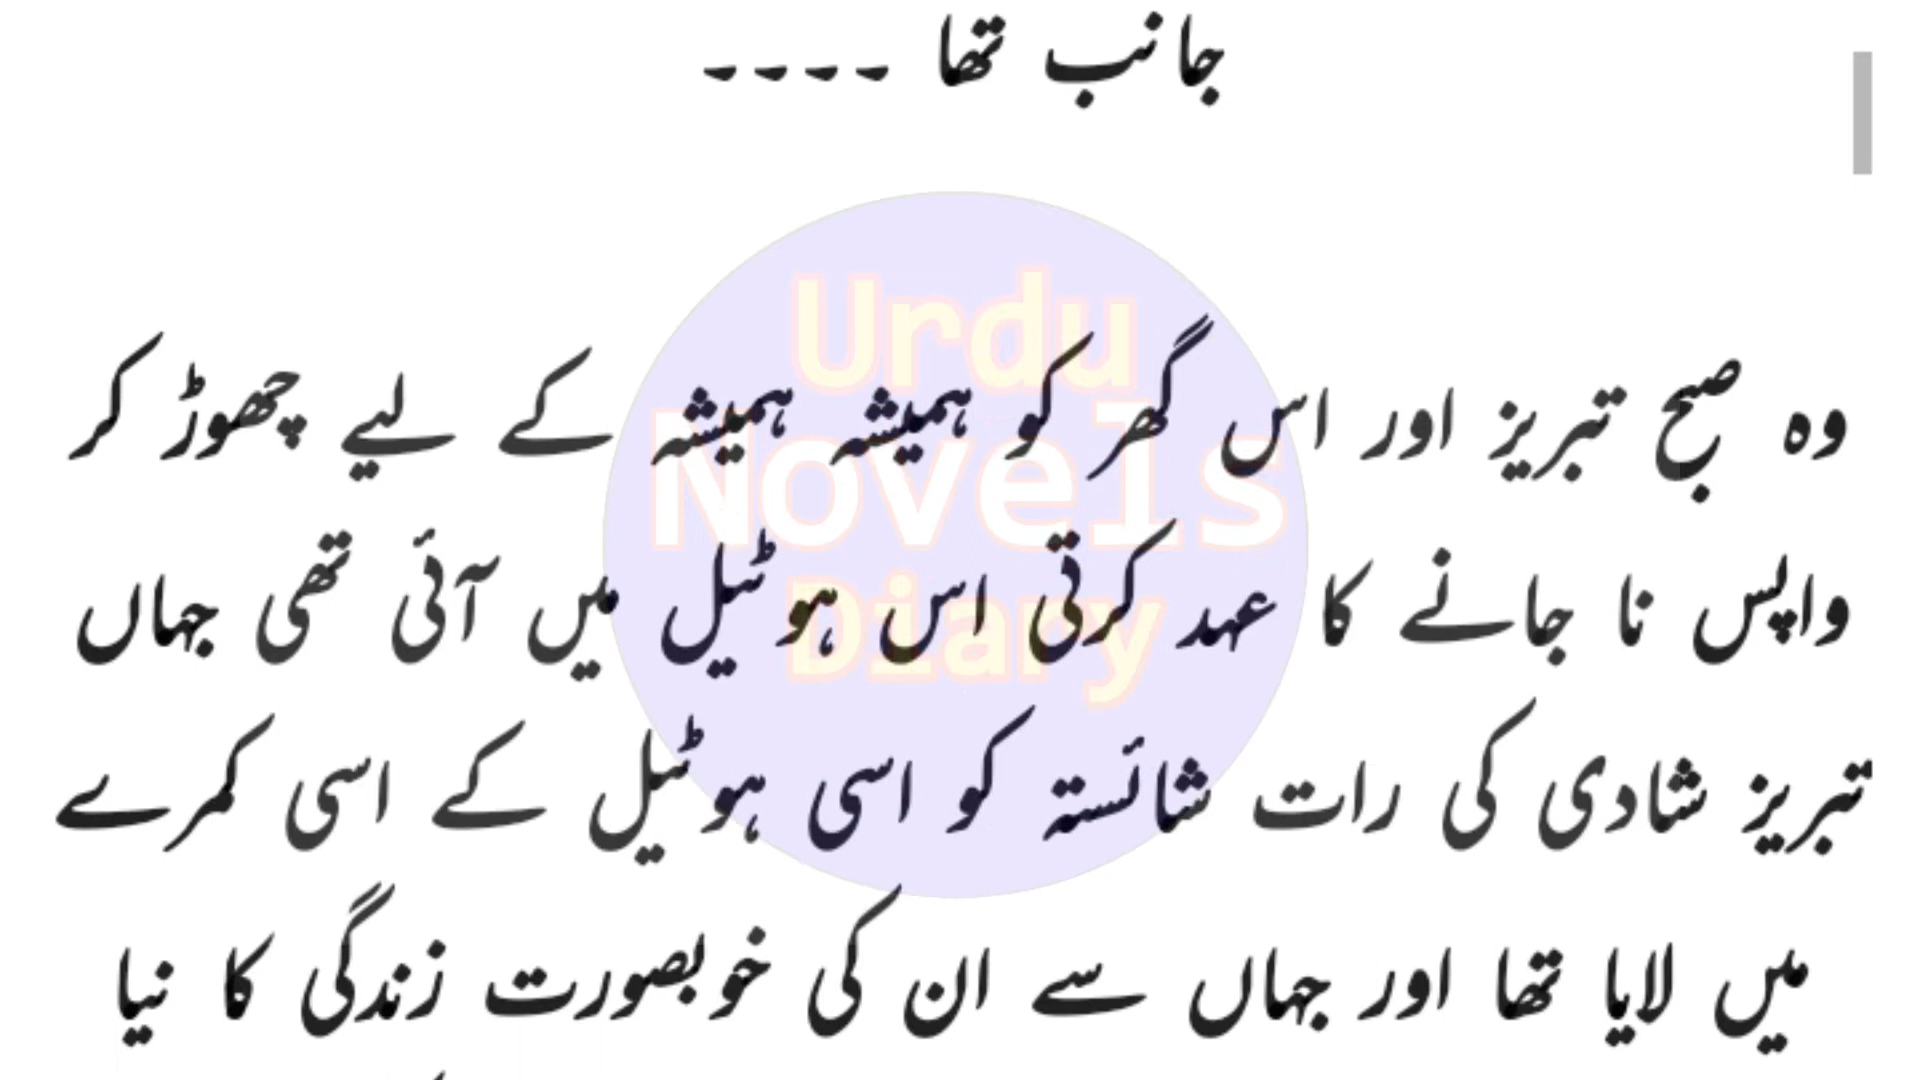 جانب تھا ۔۔۔۔
وہ صبح تبریز اور اس گھر کو ہمیشہ ہمیشہ کے لیے چھوڑ کر
واپس نا جانے کا عہد کرتی اس ہوٹیل میں آئی تھی جہاں
تبریز شادی کی رات شائستہ کو اسی ہوٹیل کے اسی کمرے
میں لایا تھا اور جہاں سے ان کی خوبصورت زندگی کا نیا
Urdu
Novels
Diary